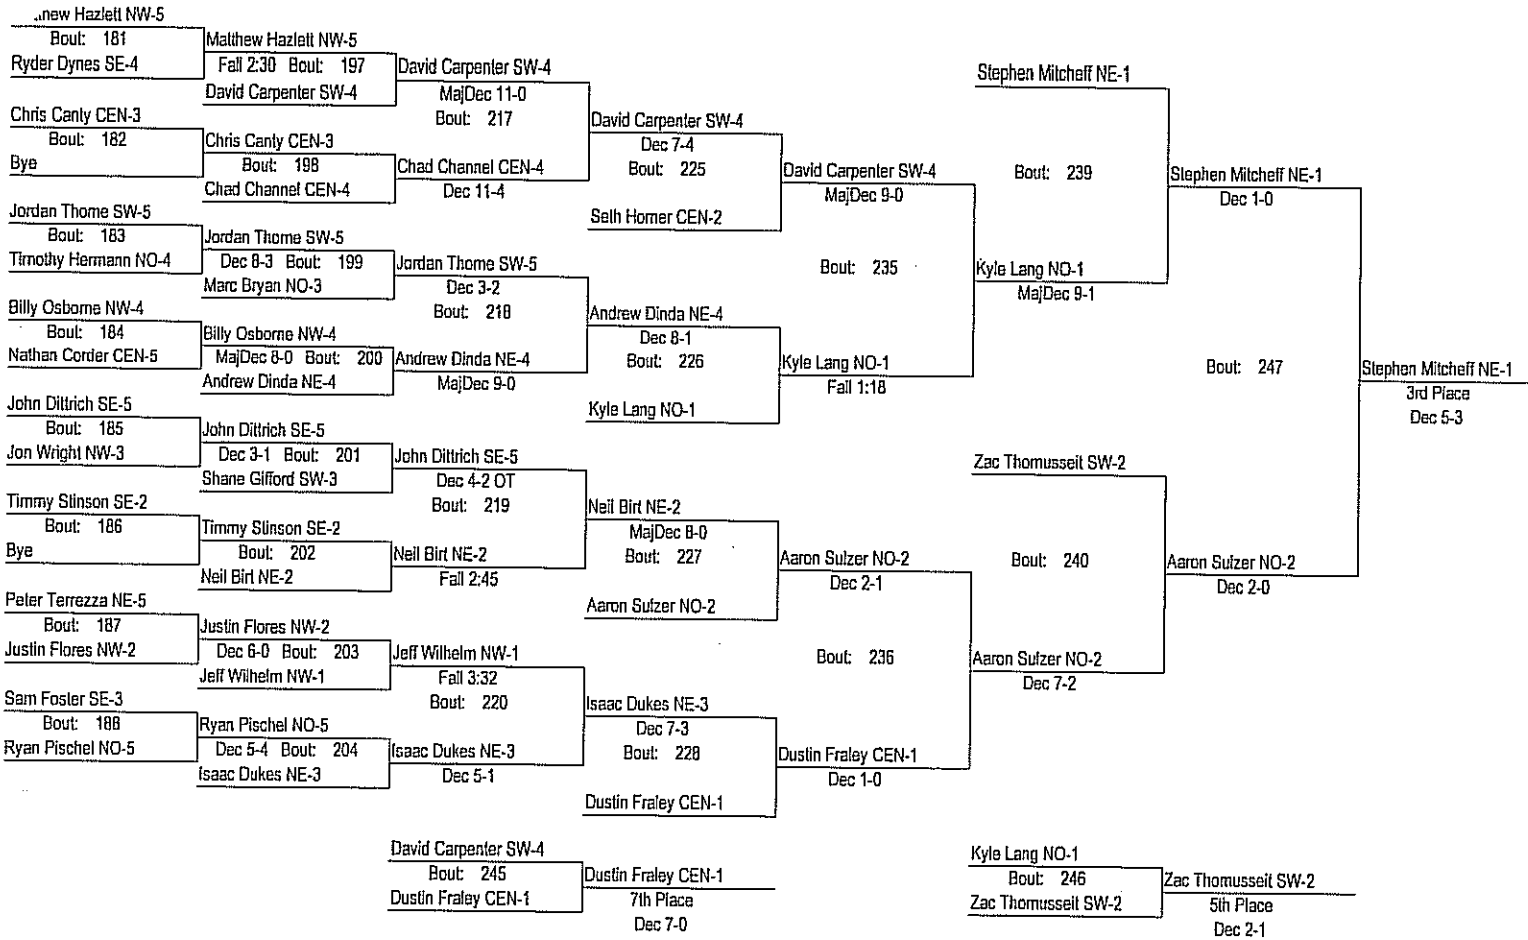 new Hazlett NW-5
Bout: 181
Ryder Dynes SE-4
Chris Canty CEN-3
Bout: 182
Bye
Jordan Thome SW-5
Bout: 183
Timothy Hermann NO-4
Billy Osborne NW-4
Bout: 184
Nathan Corder CEN-5
John Dittrich SE-5
Bout: 185
Jon Wright NW-3
Timmy Stinson SE-2
Bout: 186
Bye
Peter Terrezza NE-5
Bout: 187
Justin Flores NW-2
Sam Foster SE-3
Bout: 188
Ryan Pischel NO-5
Matthew Hazlett NW-5
Fall 2:30 Bout: 197
David Carpenter SW-4
Chris Canty CEN-3
Bout: 198
Chad Channel CEN-4
Jordan Thome SW-5
Dec 8-3 Bout: 199
Marc Bryan NO-3
Billy Osborne NW-4
MajDec 8-0 Bout: 200
Andrew Dinda NE-4
John Dittrich SE-5
Dec 3-1 Bout: 201
Shane Gifford SW-3
Timmy Stinson SE-2
Bout: 202
Neil Birt NE-2
Justin Flores NW-2
Dec 6-0 Bout: 203
Jeff Wilhelm NW-1
Ryan Pischel NO-5
Dec 5-4 Bout: 204
Isaac Dukes NE-3
David Carpenter SW-4
MajDec 11-0
Bout: 217
Chad Channel CEN-4
Dec 11-4
Jordan Thome SW-5
Dec 3-2
Bout: 218
Andrew Dinda NE-4
MajDec 9-0
John Dittrich SE-5
Dec 4-2 OT
Bout: 219
Neil Birt NE-2
Fall 2:45
Jeff Wilhelm NW-1
Fall 3:32
Bout: 220
Isaac Dukes NE-3
Dec 5-1
David Carpenter SW-4
Dec 7-4
Bout: 225
Seth Homer CEN-2
Andrew Dinda NE-4
Dec 8-1
Bout: 226
Kyle Lang NO-1
Neil Birt NE-2
MajDec 8-0
Bout: 227
Aaron Sulzer NO-2
Isaac Dukes NE-3
Dec 7-3
Bout: 228
Dustin Fraley CEN-1
David Carpenter SW-4
MajDec 9-0
Bout: 235
Kyle Lang NO-1
Fall 1:18
Aaron Sulzer NO-2
Dec 2-1
Bout: 236
Dustin Fraley CEN-1
Dec 1-0
Stephen Mitcheff NE-1
Bout: 239
Kyle Lang NO-1
MajDec 9-1
Zac Thomusseit SW-2
Bout: 240
Aaron Sulzer NO-2
Dec 7-2
Stephen Mitcheff NE-1
Dec 1-0
Bout: 247
Aaron Sulzer NO-2
Dec 2-0
Stephen Mitcheff NE-1
3rd Place
Dec 5-3
David Carpenter SW-4
Bout: 245
Dustin Fraley CEN-1
Dustin Fraley CEN-1
7th Place
Dec 7-0
Kyle Lang NO-1
Bout: 246
Zac Thomusseit SW-2
Zac Thomusseit SW-2
5th Place
Dec 2-1